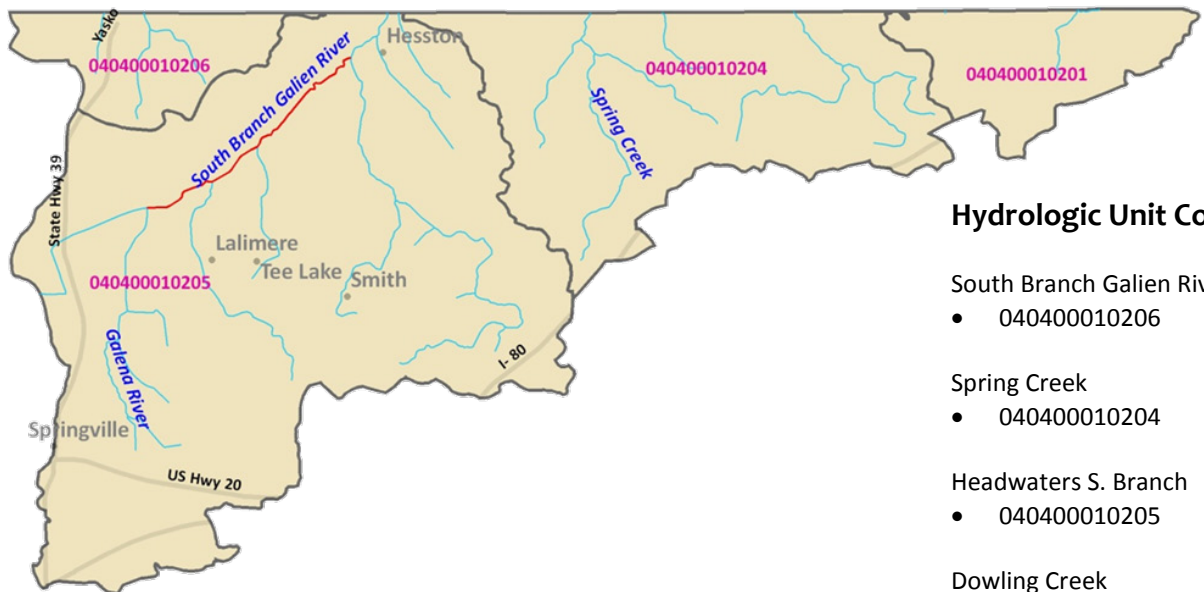 Yasko
Hesston
040400010206
040400010204
040400010201
South Branch Galien River
Spring Creek
State Hwy 39
Hydrologic Unit Co
Lalimere
Tee Lake
Smith
040400010205
South Branch Galien Riv
• 040400010206
Galena River
I- 80
Spring Creek
• 040400010204
Springville
US Hwy 20
Headwaters S. Branch
• 040400010205
Dowling Creek